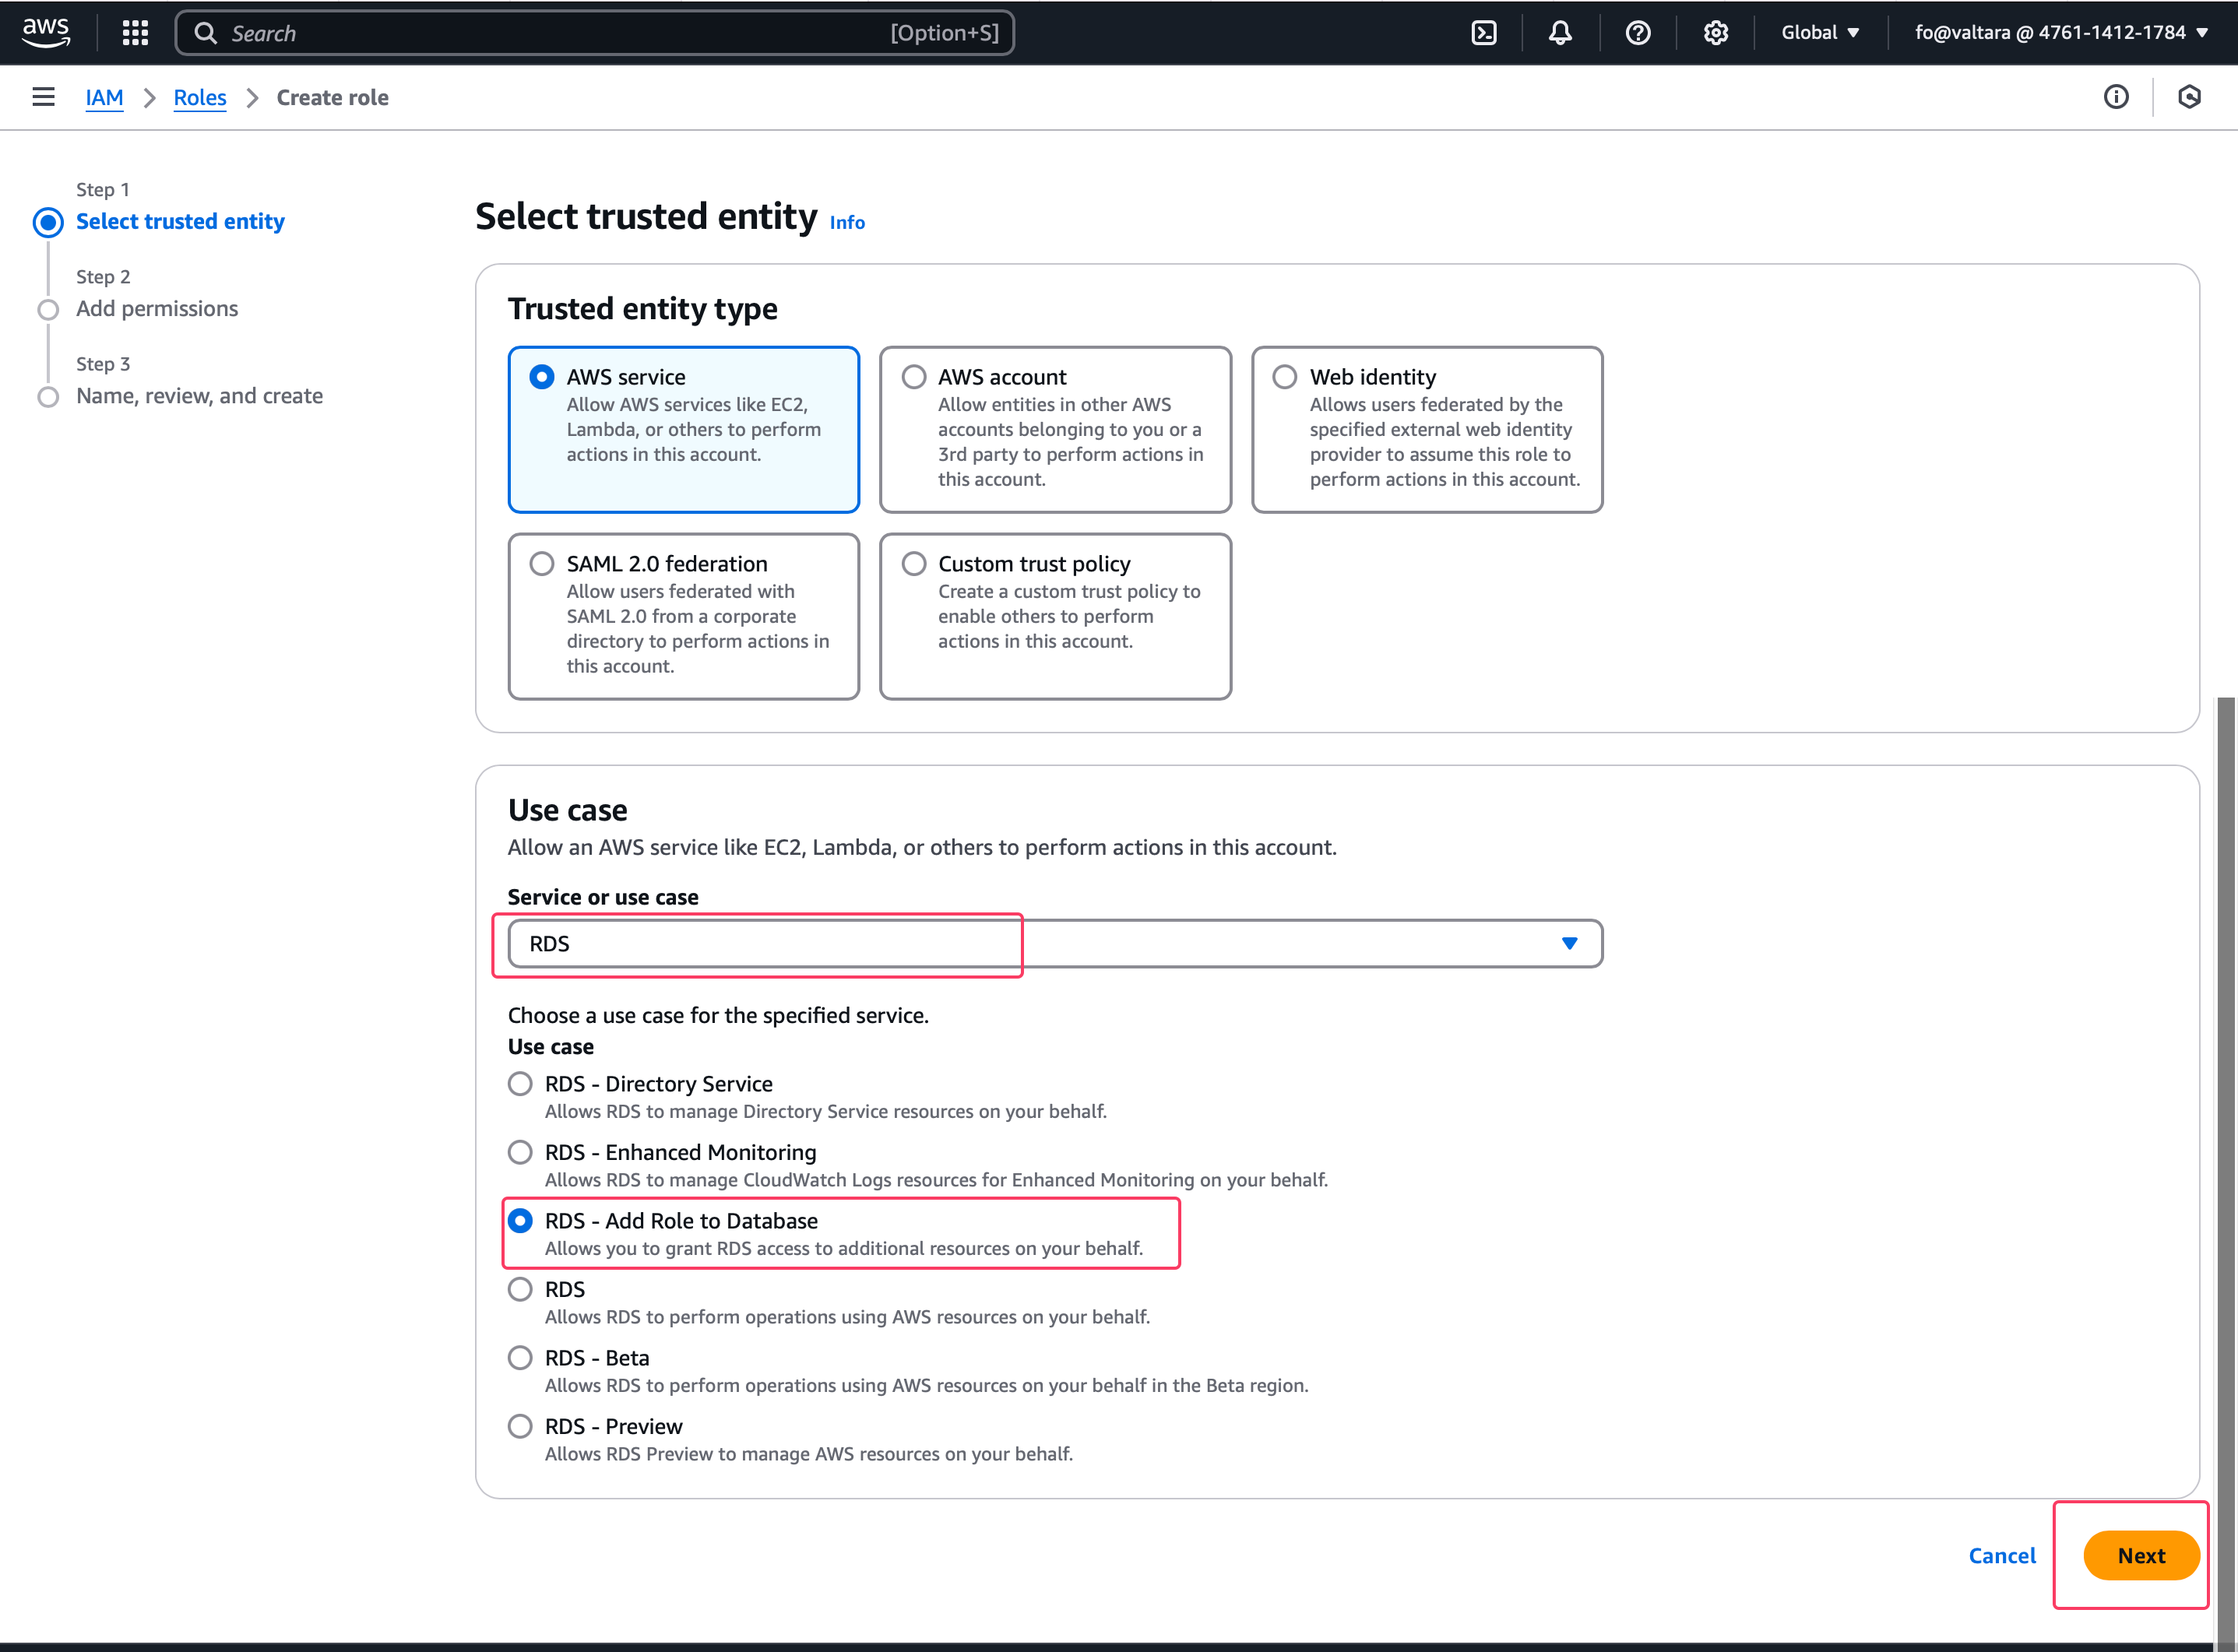 aws
Search
[Option+S]
Global
fo@valtara @ 4761-1412-1784
IAM
Roles
Create role
Step 1
Select trusted entity
Step 2
Add permissions
Step 3
Name, review, and create
Select trusted entity Info
Trusted entity type
AWS service
Allow AWS services like EC2,
Lambda, or others to perform
actions in this account.
AWS account
Allow entities in other AWS
accounts belonging to you or a
3rd party to perform actions in
this account.
Web identity
Allows users federated by the
specified external web identity
provider to assume this role to
perform actions in this account.
SAML 2.0 federation
Allow users federated with
SAML 2.0 from a corporate
directory to perform actions in
this account.
Custom trust policy
Create a custom trust policy to
enable others to perform
actions in this account.
Use case
Allow an AWS service like EC2, Lambda, or others to perform actions in this account.
Service or use case
RDS
Choose a use case for the specified service.
Use case
RDS - Directory Service
Allows RDS to manage Directory Service resources on your behalf.
RDS - Enhanced Monitoring
Allows RDS to manage CloudWatch Logs resources for Enhanced Monitoring on your behalf.
RDS - Add Role to Database
Allows you to grant RDS access to additional resources on your behalf.
RDS
Allows RDS to perform operations using AWS resources on your behalf.
RDS - Beta
Allows RDS to perform operations using AWS resources on your behalf in the Beta region.
RDS - Preview
Allows RDS Preview to manage AWS resources on your behalf.
Cancel
Next